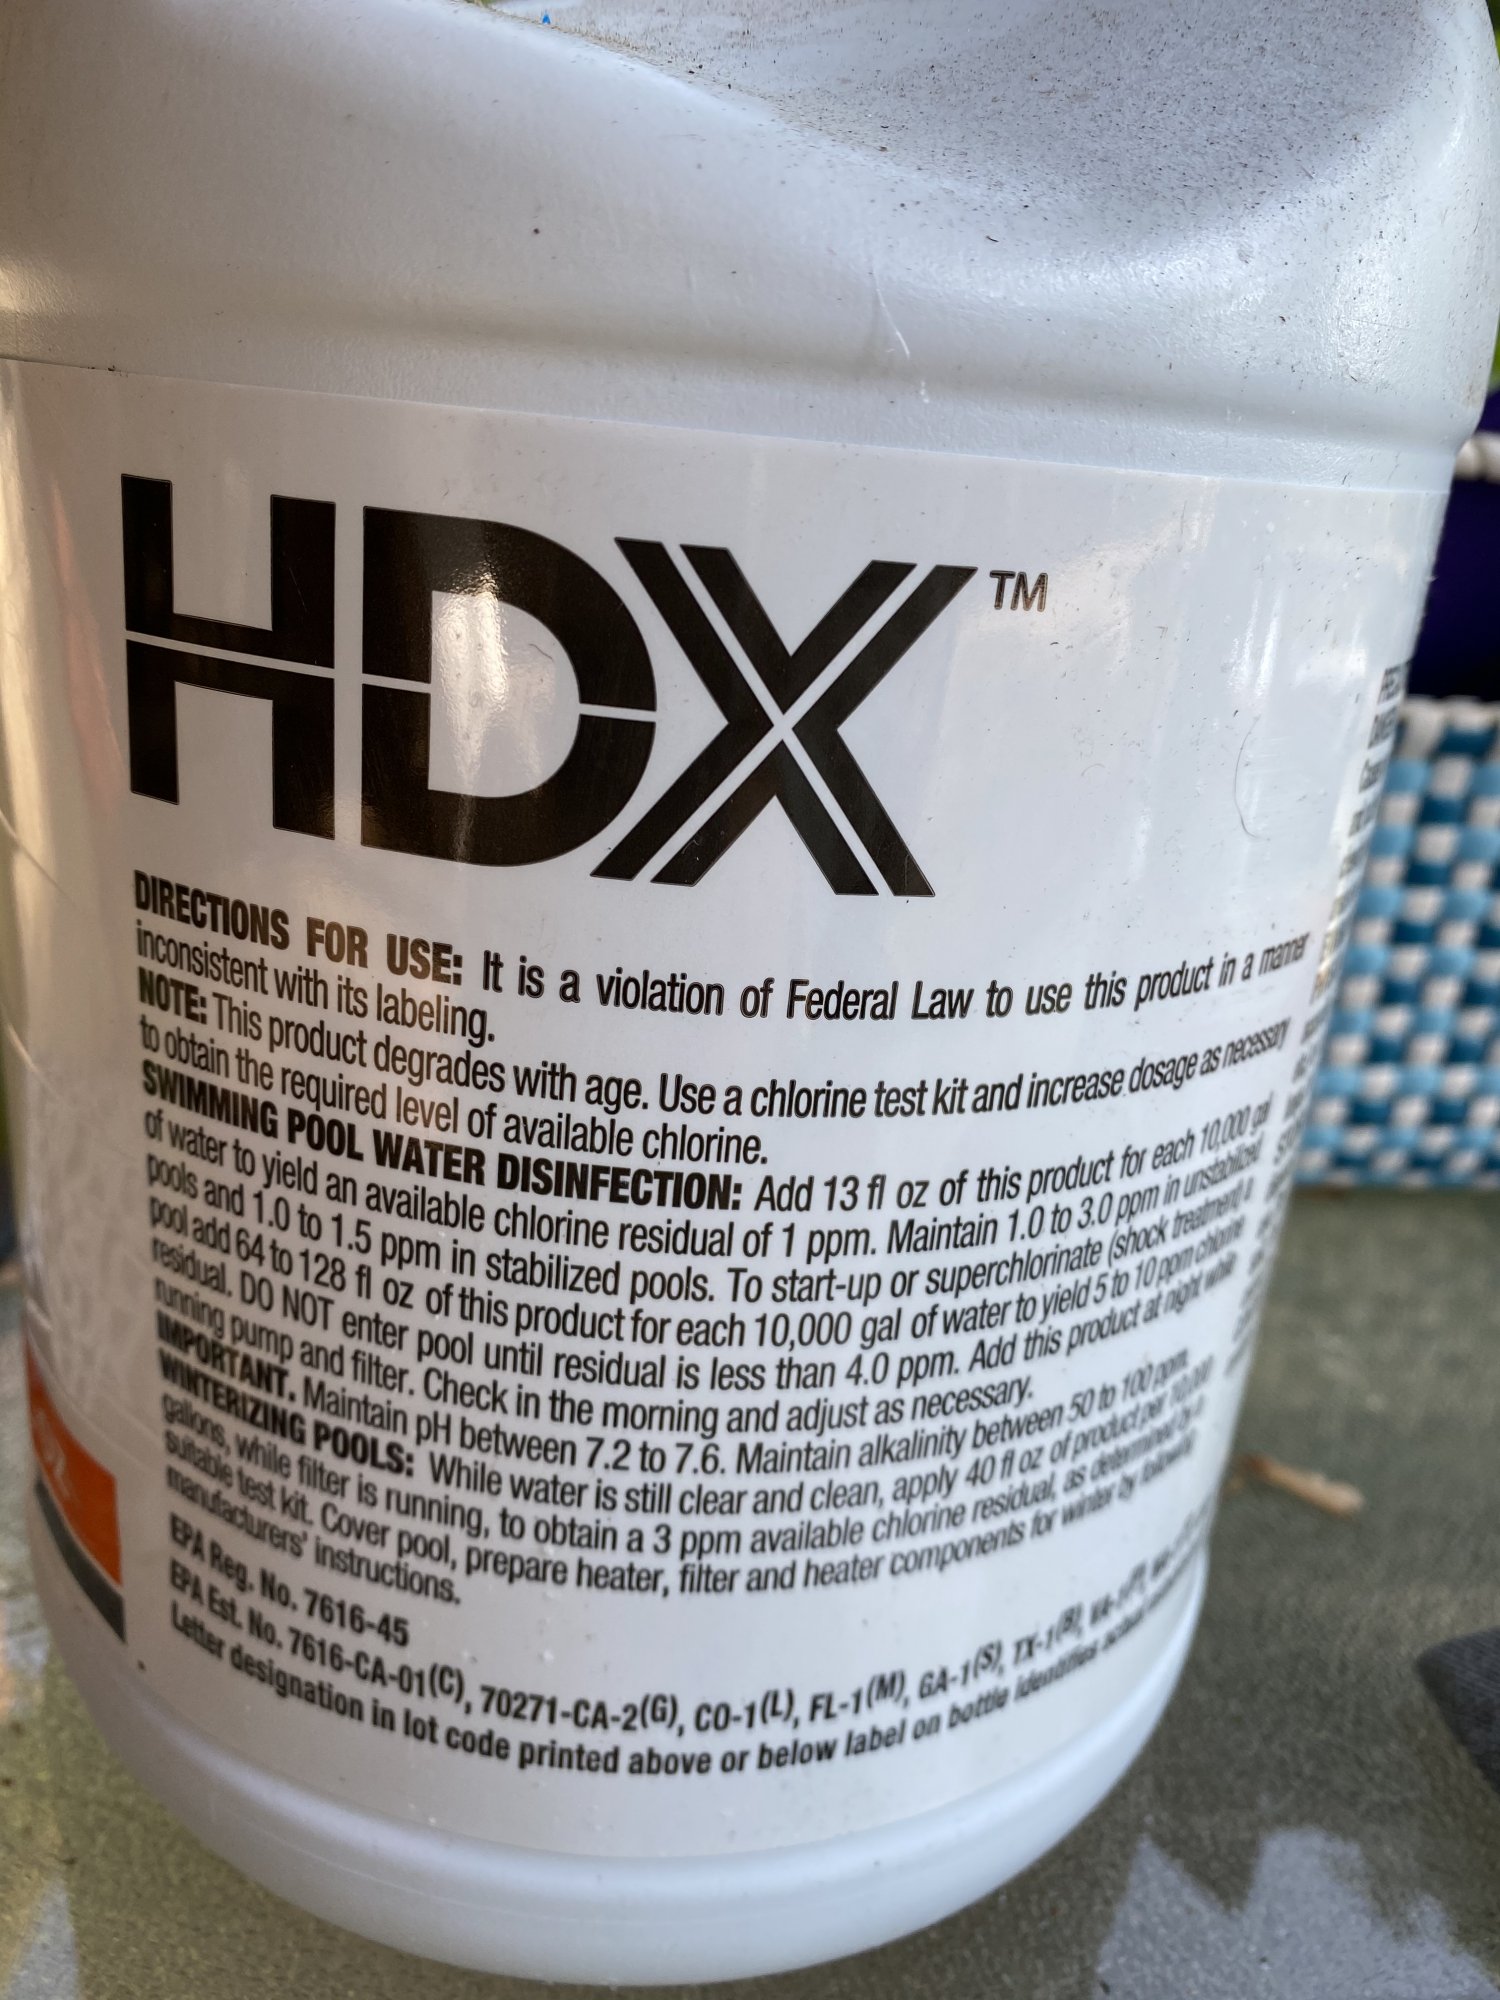 HDX™
DIRECTIONS FOR USE: It is a violation of Federal Law to use this product in a manner
inconsistent with its labeling.
NOTE: This product degrades with age. Use a chlorine test kit and increase dosage as necessary
to obtain the required level of available chlorine.
SWIMMING POOL WATER DISINFECTION: Add 13 fl oz of this product for each 10,000 gal
of water to yield an available chlorine residual of 1 ppm. Maintain 1.0 to 3.0 ppm in unstabilized
pools and 1.0 to 1.5 ppm in stabilized pools. To start-up or superchlorinate (shock treatment) a
pool add 64 to 128 fl oz of this product for each 10,000 gal of water to yield 5 to 10 ppm chlorine
residual. DO NOT enter pool until residual is less than 4.0 ppm. Add this product at night while
running pump and filter. Check in the morning and adjust as necessary.
IMPORTANT. Maintain pH between 7.2 to 7.6. Maintain alkalinity between 50 to 100 ppm.
WINTERIZING POOLS: While water is still clear and clean, apply 40 fl oz of product per 10,000
gallons, while filter is running, to obtain a 3 ppm available chlorine residual, as determined by a
suitable test kit. Cover pool, prepare heater, filter and heater components for winter by following
manufacturers' instructions.
EPA Reg. No. 7616-45
EPA Est. No. 7616-CA-01(C), 70271-CA-2(G), CO-1(L), FL-1(M), GA-1(S), TX-1(B),
Letter designation in lot code printed above or below label on bottle identifies actual